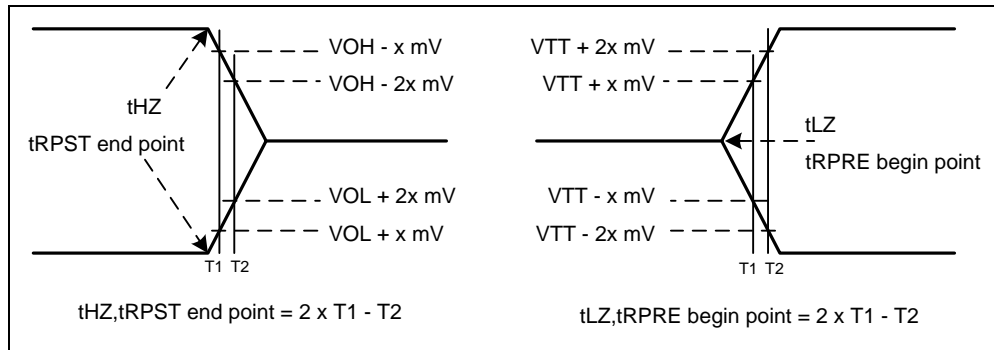 VOH - x mV
VOH - 2x mV
tHZ
tRPST end point
VOL + 2x mV
VOL + x mV
T1 T2
tHZ,tRPST end point = 2 x T1 - T2
VTT + 2x mV
VTT + x mV
tLZ
tRPRE begin point
VTT - x mV
VTT - 2x mV
T1 T2
tLZ,tRPRE begin point = 2 x T1 - T2